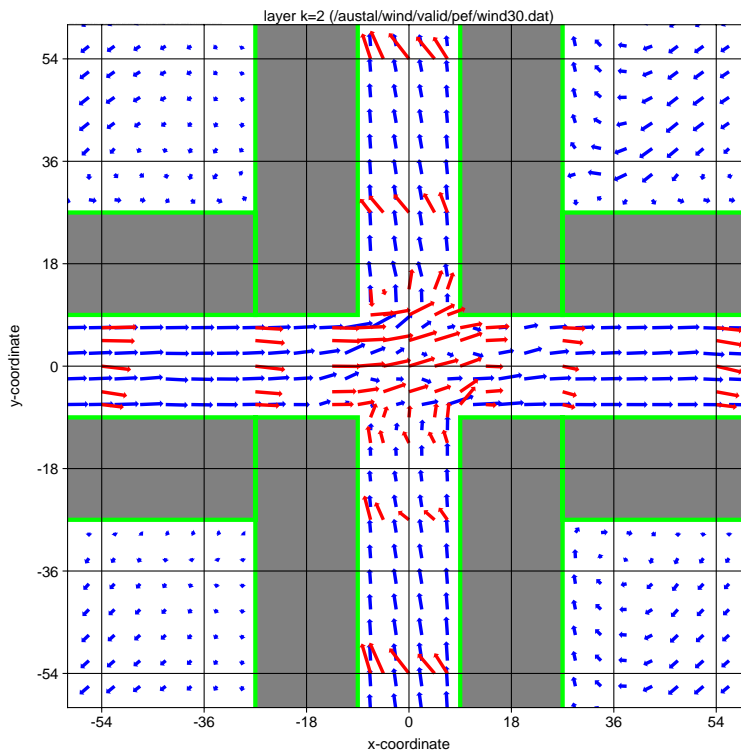 layer k=2 (/austal/wind/valid/pef/wind30.dat)
54
36
18
0
-18
-36
-54
y-coordinate
-54 -36 -18 0 18 36 54
x-coordinate